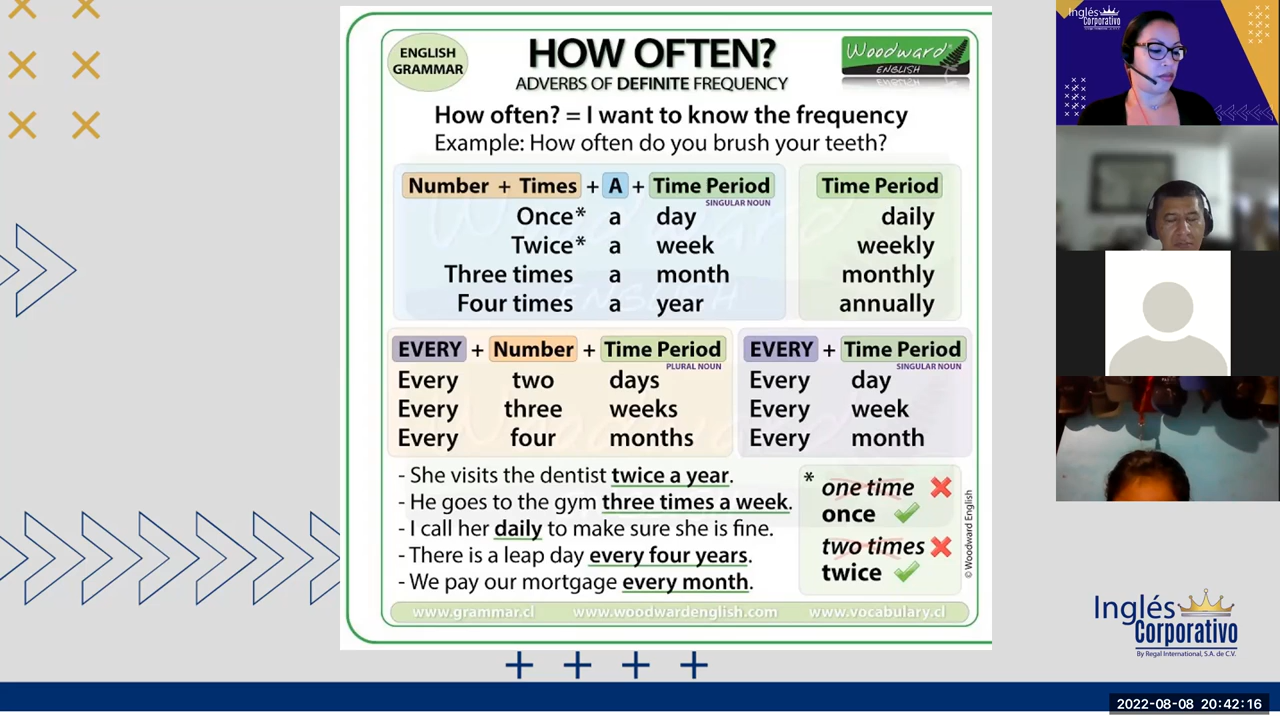 ENGLISH
GRAMMAR
HOW OFTEN?
ADVERBS OF DEFINITE FREQUENCY
Woodward®
ENGLISH
How often? = I want to know the frequency
Example: How often do you brush your teeth?
Number + Times + A + Time Period
SINGULAR NOUN
Once* a day
Twice* a week
Three times a month
Four times a year
Time Period
daily
weekly
monthly
annually
EVERY + Number + Time Period
PLURAL NOUN
Every two days
Every three weeks
Every four months
EVERY + Time Period
SINGULAR NOUN
Every day
Every week
Every month
- She visits the dentist twice a year.
- He goes to the gym three times a week.
- I call her daily to make sure she is fine.
- There is a leap day every four years.
- We pay our mortgage every month.
* one time
once
two times
twice
© Woodward English
www.grammar.cl www.woodwardenglish.com www.vocabulary.cl
Inglés
Corporativo
Inglés
Corporativo
By Regal International, S.A. de C.V.
2022-08-08 20:42:16